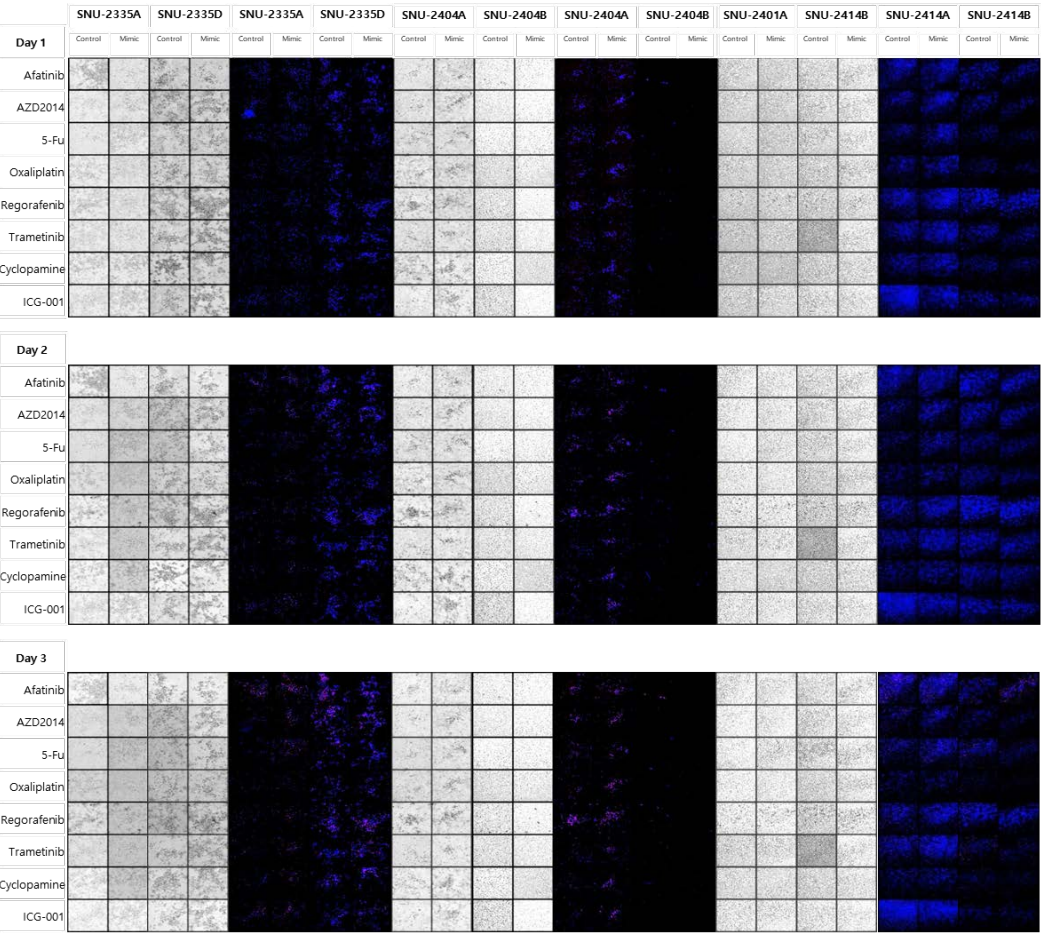 SNU-2335A SNU-2335D SNU-2335A SNU-2335D SNU-2404A SNU-2404B SNU-2404A SNU-2404B SNU-2401A SNU-2414B SNU-2414A SNU-2414B
Day 1 Control Mimic Control Mimic Control Mimic Control Mimic Control Mimic Control Mimic Control Mimic Control Mimic Control Mimic Control Mimic Control Mimic Control Mimic
Afatinib
AZD2014
5-Fu
Oxaliplatin
Regorafenib
Trametinib
Cyclopamine
ICG-001
Day 2
Afatinib
AZD2014
5-Fu
Oxaliplatin
Regorafenib
Trametinib
Cyclopamine
ICG-001
Day 3
Afatinib
AZD2014
5-Fu
Oxaliplatin
Regorafenib
Trametinib
Cyclopamine
ICG-001